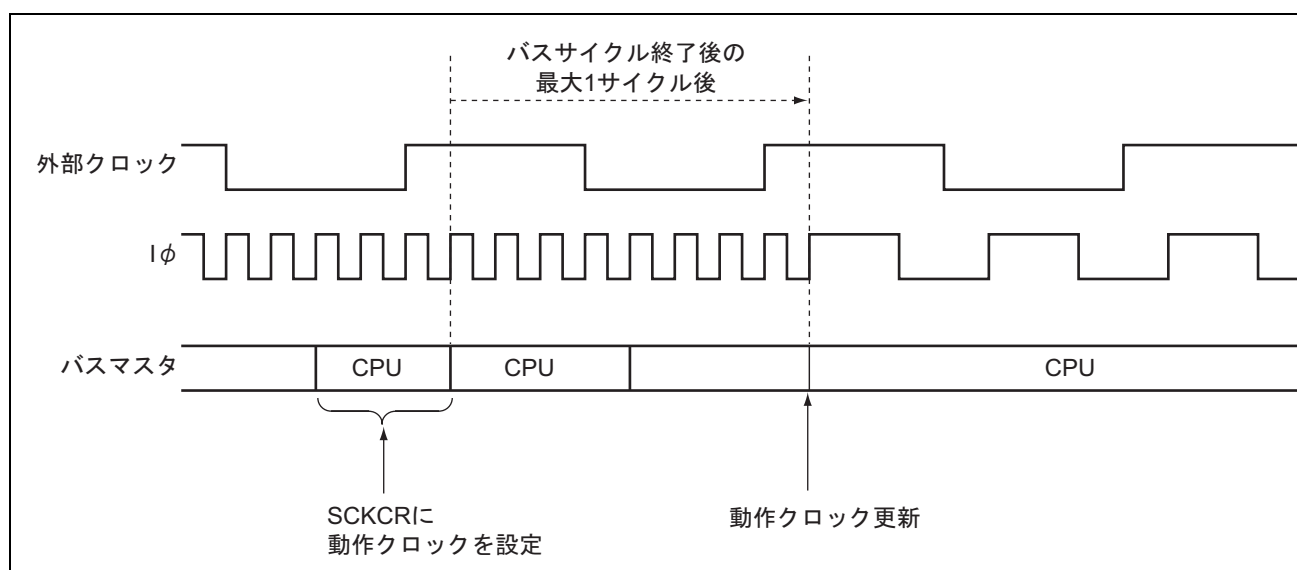 バスサイクル終了後の
最大1サイクル後
外部クロック
Iφ
バスマスタ
CPU
CPU
CPU
SCKCRに
動作クロックを設定
動作クロック更新